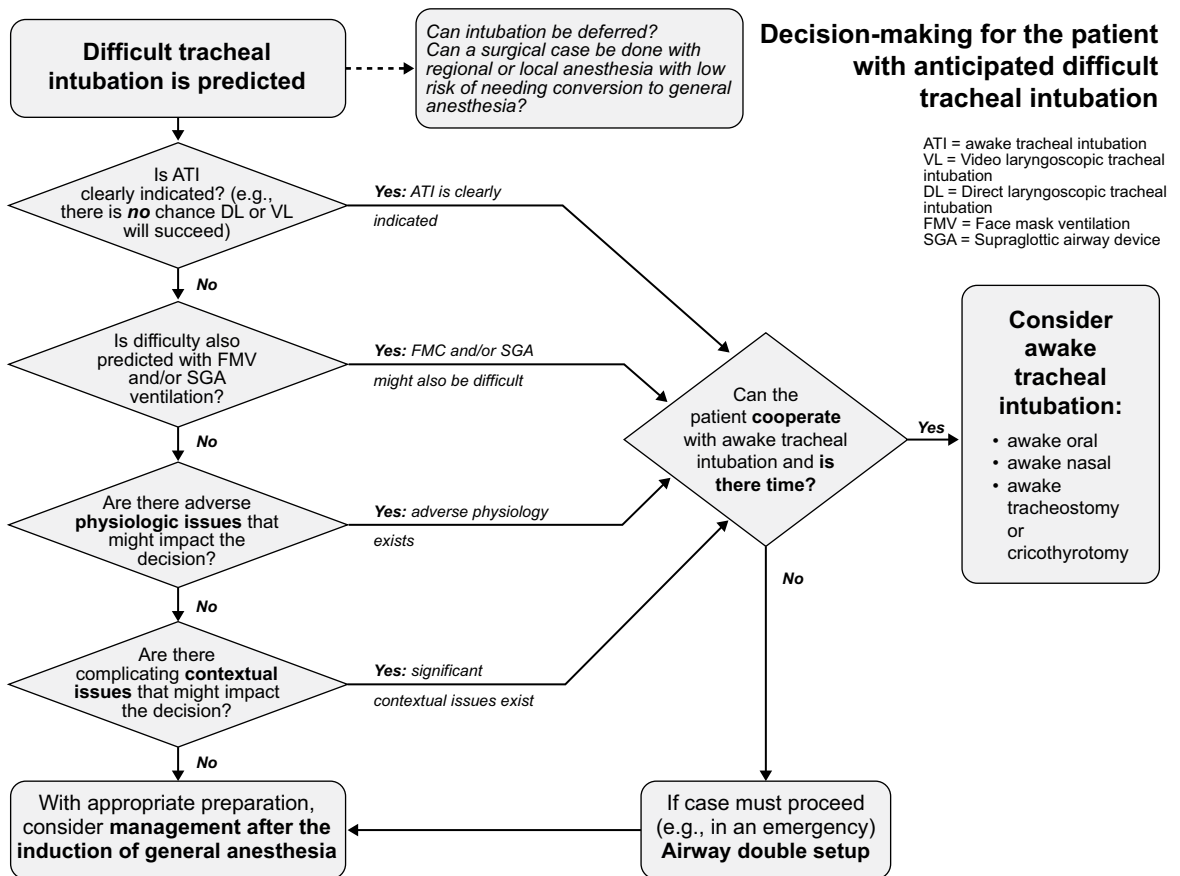 Difficult tracheal
intubation is predicted
Can intubation be deferred?
Can a surgical case be done with
regional or local anesthesia with low
risk of needing conversion to general
anesthesia?
Decision-making for the patient
with anticipated difficult
tracheal intubation
ATI = awake tracheal intubation
VL = Video laryngoscopic tracheal
intubation
DL = Direct laryngoscopic tracheal
intubation
FMV = Face mask ventilation
SGA = Supraglottic airway device
Is ATI
clearly indicated? (e.g.,
there is no chance DL or VL
will succeed)
Yes: ATI is clearly
indicated
No
Is difficulty also
predicted with FMV
and/or SGA
ventilation?
Yes: FMC and/or SGA
might also be difficult
No
Are there adverse
physiologic issues that
might impact the
decision?
Yes: adverse physiology
exists
No
Are there
complicating contextual
issues that might impact
the decision?
Yes: significant
contextual issues exist
No
With appropriate preparation,
consider management after the
induction of general anesthesia
Can the
patient cooperate
with awake tracheal
intubation and is
there time?
Yes
Consider
awake
tracheal
intubation:
• awake oral
• awake nasal
• awake
tracheostomy
or
cricothyrotomy
No
If case must proceed
(e.g., in an emergency)
Airway double setup